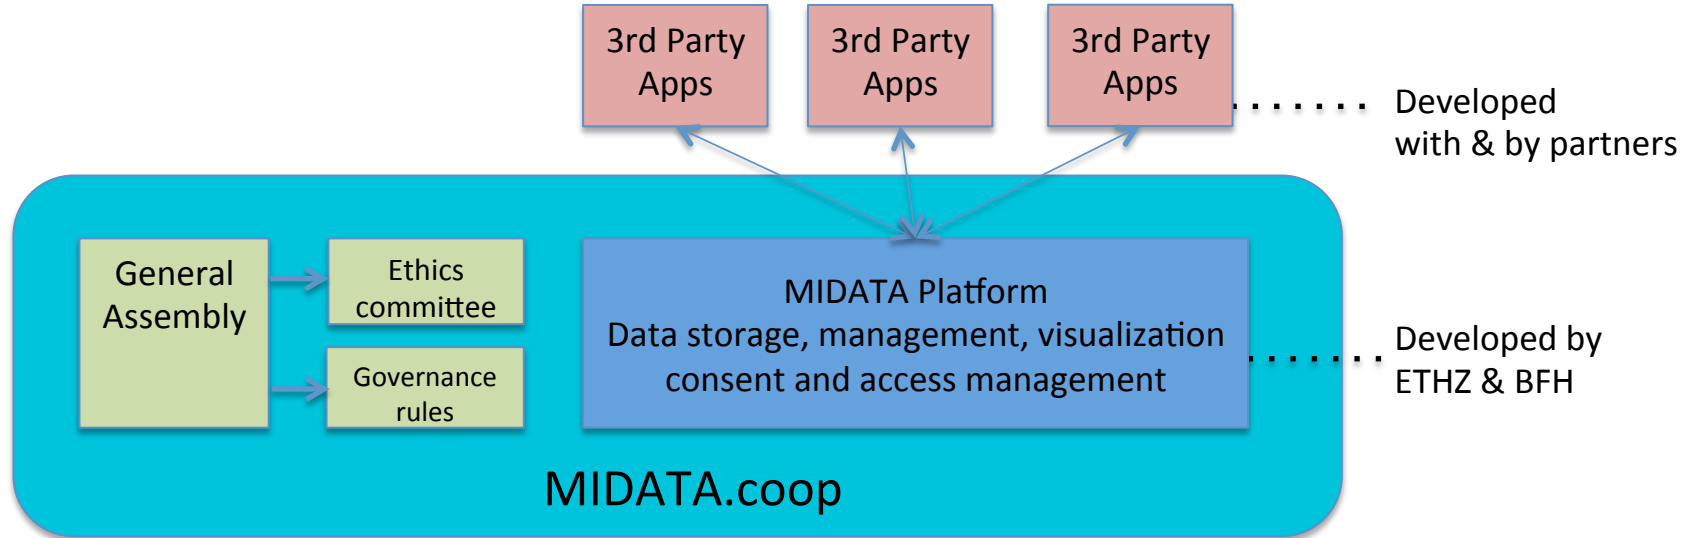 3rd Party
Apps
3rd Party
Apps
3rd Party
Apps
Developed
with & by partners
General
Assembly
Ethics
committee
Governance
rules
MIDATA Platform
Data storage, management, visualization
consent and access management
Developed by
ETHZ & BFH
MIDATA.coop